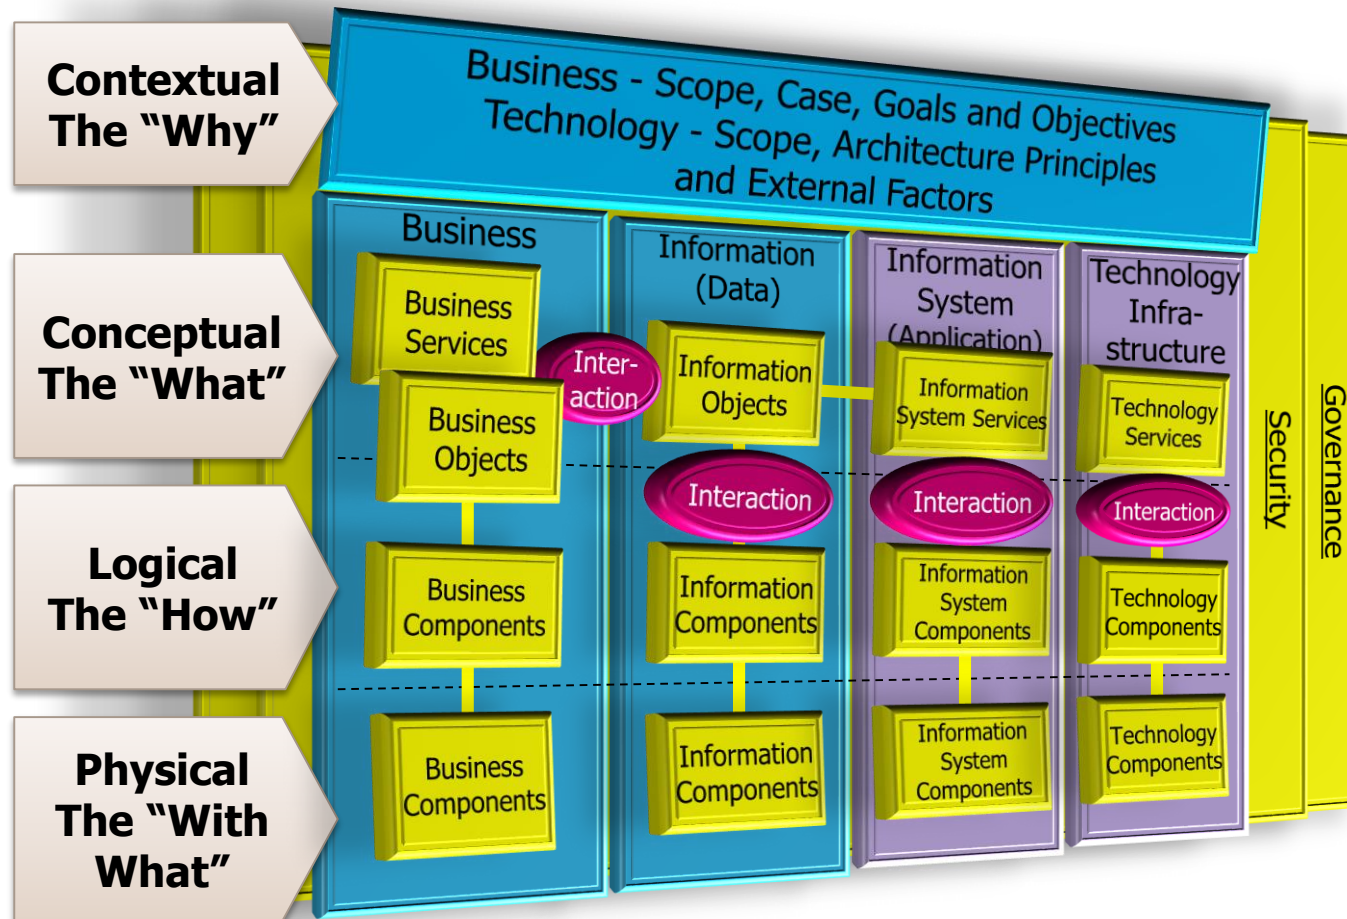 Contextual
The “Why”
Business - Scope, Case, Goals and Objectives
Technology - Scope, Architecture Principles
and External Factors
Conceptual
The “What”
Logical
The “How”
Physical
The “With
What”
Business
Business
Services
Business
Objects
Business
Components
Business
Components
Inter-
action
Information
(Data)
Information
Objects
Interaction
Information
Components
Information
Components
Information
System
(Application)
Information
System Services
Interaction
Information
System
Components
Information
System
Components
Technology
Infra-
structure
Technology
Services
Interaction
Technology
Components
Technology
Components
Security
Governance